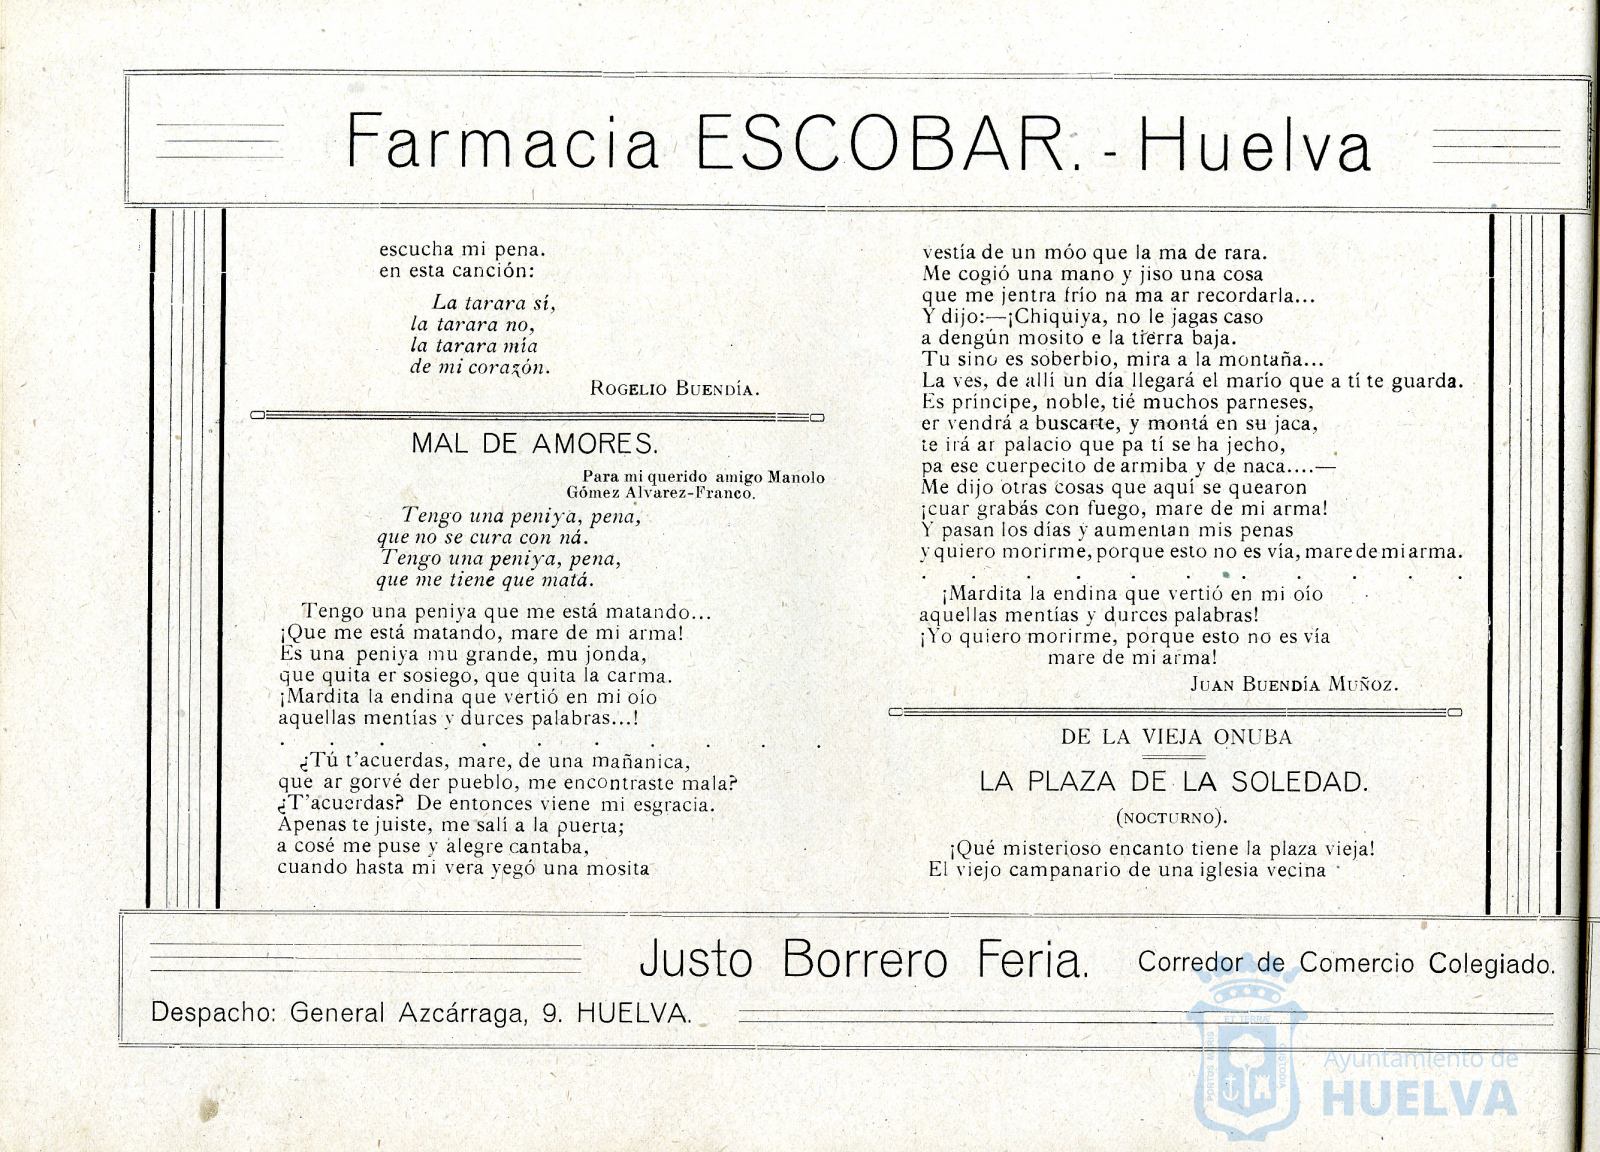 Farmacia ESCOBAR. - Huelva
escucha mi pena.
en esta canción:
La tarara sí,
la tarara no,
la tarara mía
de mi corazón.
ROGELIO BUENDÍA.
MAL DE AMORES.
Para mi querido amigo Manolo
Gómez Alvarez-Franco.
Tengo una peniya, pena,
que no se cura con ná.
Tengo una peniya, pena,
que me tiene que matá.
Tengo una peniya que me está matando...
¡Que me está matando, mare de mi arma!
Es una peniya mu grande, mu jonda,
que quita er sosiego, que quita la carma.
¡Mardita la endina que vertió en mi oío
aquellas mentías y durces palabras...!
. . . . . . . . . .
¿Tú t'acuerdas, mare, de una mañanica,
que ar gorvé der pueblo, me encontraste mala?
¿T'acuerdas? De entonces viene mi esgracia.
Apenas te juiste, me salí a la puerta;
a cosé me puse y alegre cantaba,
cuando hasta mi vera yegó una mosita
vestía de un móo que la ma de rara.
Me cogió una mano y jiso una cosa
que me jentra frío na ma ar recordarla...
Y dijo:—¡Chiquiya, no le jagas caso
a dengún mosito e la tierra baja.
Tu sino es soberbio, mira a la montaña...
La ves, de allí un día llegará el marío que a tí te guarda.
Es príncipe, noble, tié muchos parneses,
er vendrá a buscarte, y montá en su jaca,
te irá ar palacio que pa tí se ha jecho,
pa ese cuerpecito de armiba y de naca....—
Me dijo otras cosas que aquí se quearon
¡cuar grabás con fuego, mare de mi arma!
Y pasan los días y aumentan mis penas
y quiero morirme, porque esto no es vía, mare de mi arma.
. . . . . . . . . . .
¡Mardita la endina que vertió en mi oío
aquellas mentías y durces palabras!
¡Yo quiero morirme, porque esto no es vía
mare de mi arma!
JUAN BUENDÍA MUÑOZ.
DE LA VIEJA ONUBA
LA PLAZA DE LA SOLEDAD.
(NOCTURNO).
¡Qué misterioso encanto tiene la plaza vieja!
El viejo campanario de una iglesia vecina
Justo Borrero Feria. Corredor de Comercio Colegiado.
Despacho: General Azcárraga, 9. HUELVA.
PORTUS MARIS
ET TERRÆ
CUSTODIA
Ayuntamiento de
HUELVA